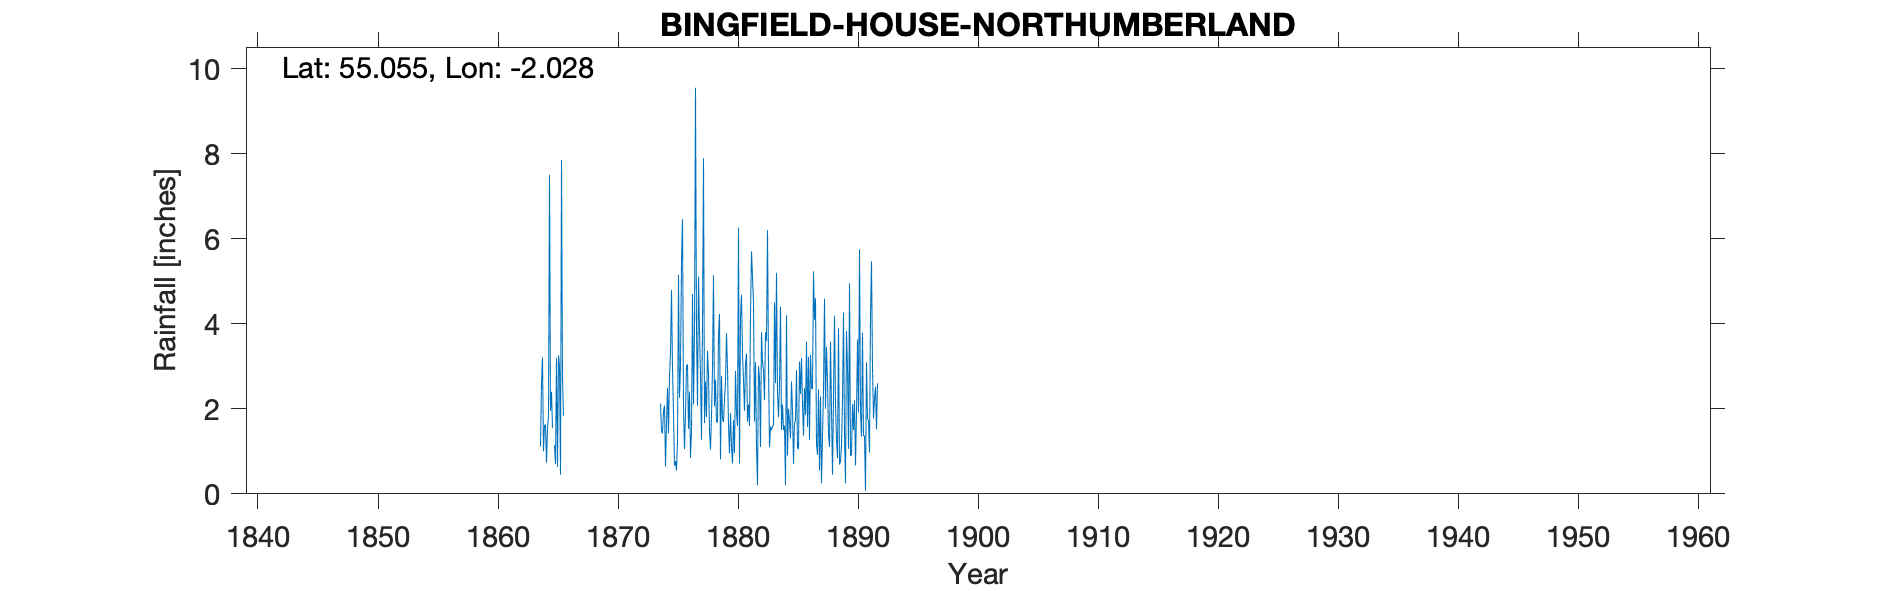 BINGFIELD-HOUSE-NORTHUMBERLAND
Lat: 55.055, Lon: -2.028
10
8
6
4
2
0
Rainfall [inches]
1840 1850 1860 1870 1880 1890 1900 1910 1920 1930 1940 1950 1960
Year